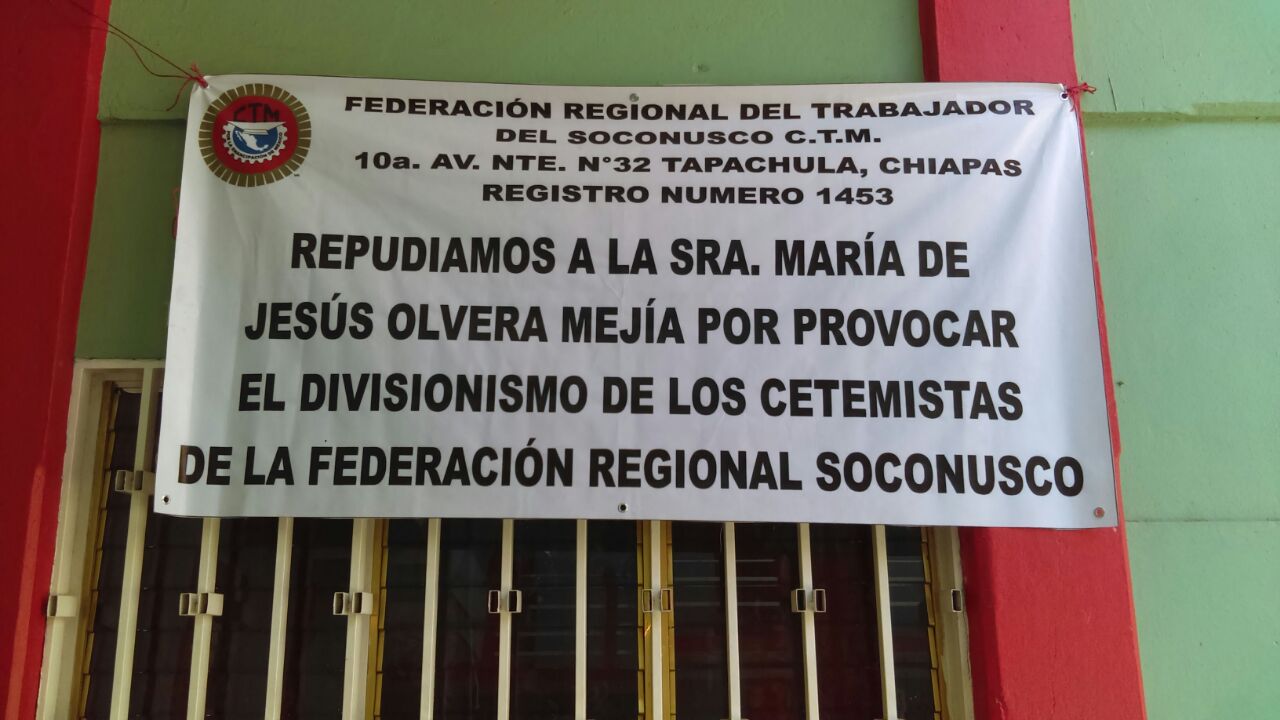 CTM
FEDERACIÓN REGIONAL DEL TRABAJADOR
DEL SOCONUSCO C.T.M.
10a. AV. NTE. N°32 TAPACHULA, CHIAPAS
REGISTRO NUMERO 1453
REPUDIAMOS A LA SRA. MARÍA DE
JESÚS OLVERA MEJÍA POR PROVOCAR
EL DIVISIONISMO DE LOS CETEMISTAS
DE LA FEDERACIÓN REGIONAL SOCONUSCO